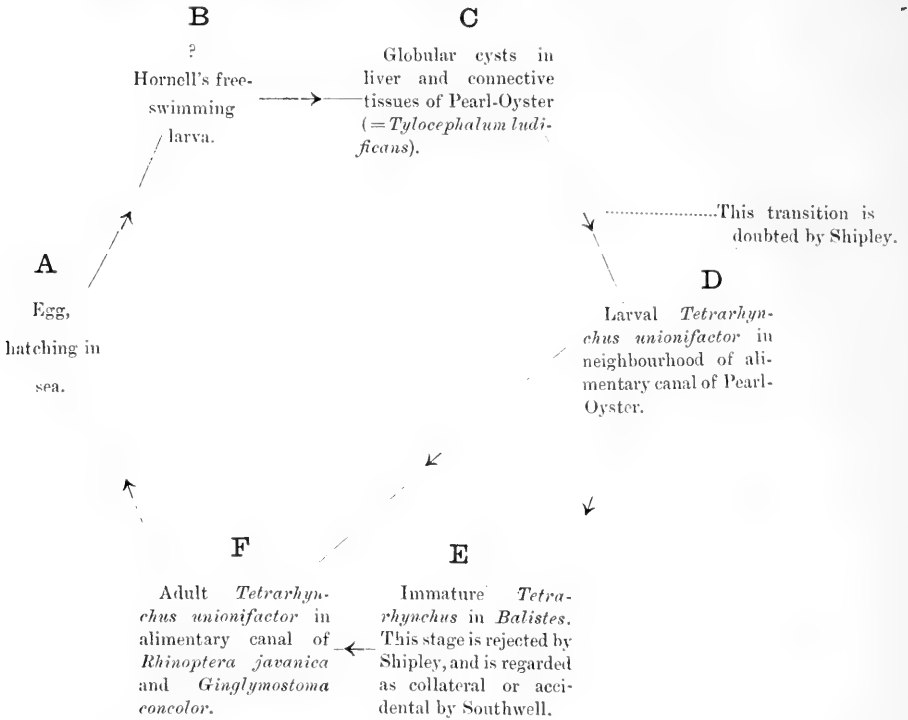 B
?
Hornell's free-
swimming
larva.
C
Globular cysts in
liver and connective
tissues of Pearl-Oyster
(= Tylocephalum ludi-
ficans).
This transition is
doubted by Shipley.
A
Egg,
hatching in
sea.
D
Larval Tetrarhyn-
chus unionifactor in
neighbourhood of ali-
mentary canal of Pearl-
Oyster.
F
Adult Tetrarhyn-
chus unionifactor in
alimentary canal of
Rhinoptera javanica
and Ginglymostoma
concolor.
E
Immature Tetra-
rhynchus in Balistes.
This stage is rejected by
Shipley, and is regarded
as collateral or acci-
dental by Southwell.